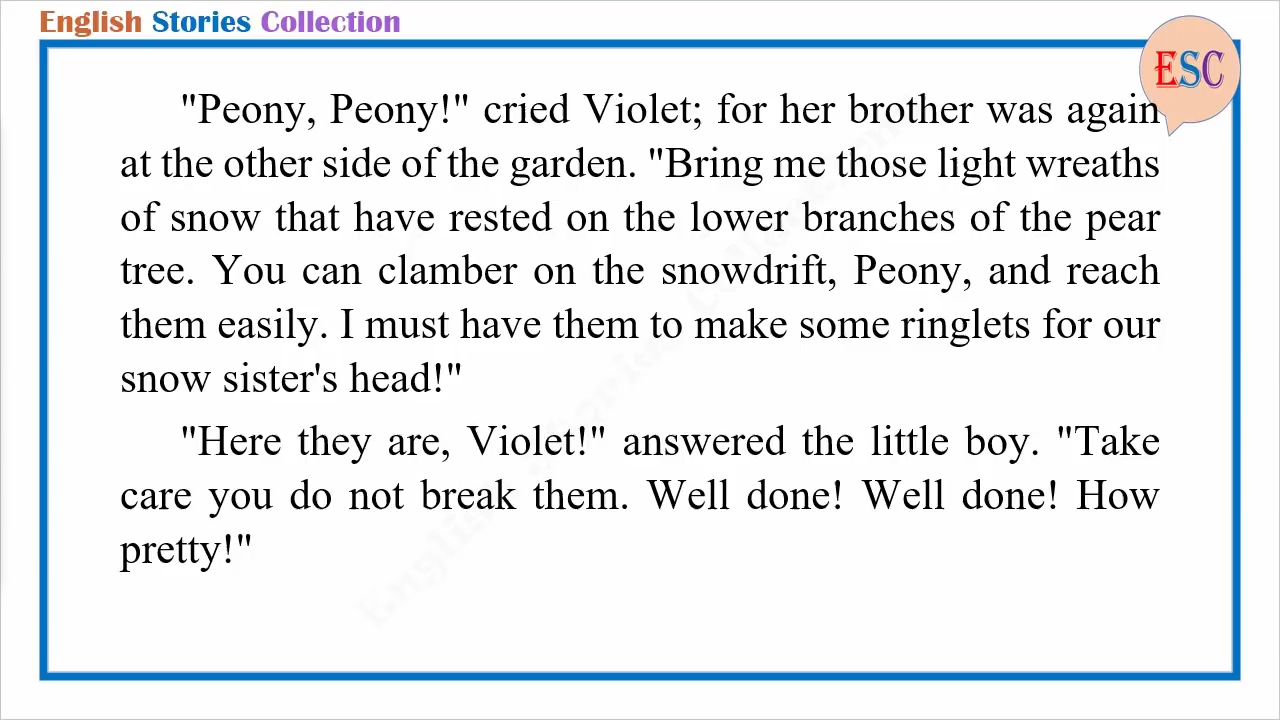 English Stories Collection
ESC
"Peony, Peony!" cried Violet; for her brother was again
at the other side of the garden. "Bring me those light wreaths
of snow that have rested on the lower branches of the pear
tree. You can clamber on the snowdrift, Peony, and reach
them easily. I must have them to make some ringlets for our
snow sister's head!"
"Here they are, Violet!" answered the little boy. "Take
care you do not break them. Well done! Well done! How
pretty!"
English Stories Collection